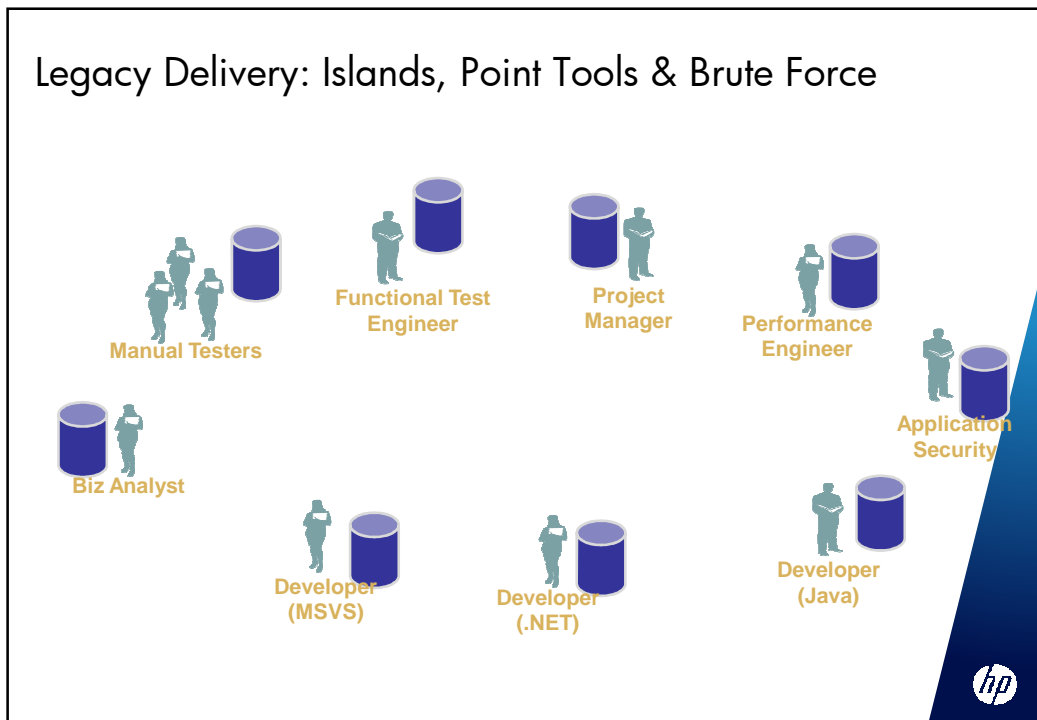 Legacy Delivery: Islands, Point Tools & Brute Force
Functional Test
Engineer
Project
Manager
Manual Testers
Performance
Engineer
Application
Security
Biz Analyst
Developer
(MSVS)
Developer
(.NET)
Developer
(Java)
hp